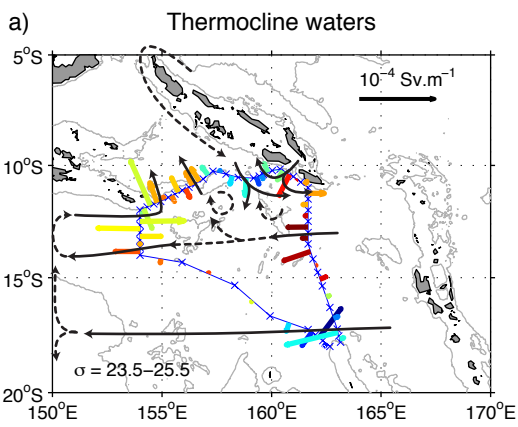 a) Thermocline waters
5°S
10⁻⁴ Sv.m⁻¹
10°S
15°S
σ = 23.5–25.5
20°S
150°E 155°E 160°E 165°E 170°E